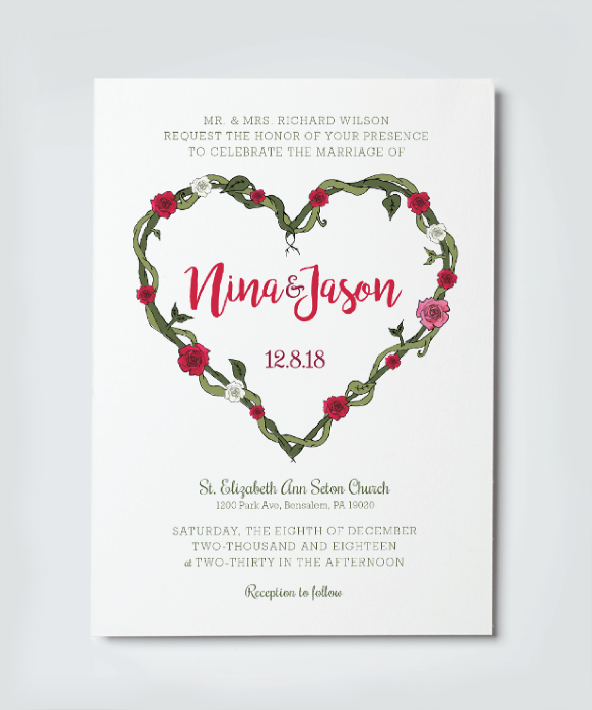 MR. & MRS. RICHARD WILSON
REQUEST THE HONOR OF YOUR PRESENCE
TO CELEBRATE THE MARRIAGE OF
Nina & Jason
12.8.18
St. Elizabeth Ann Seton Church
1200 Park Ave, Bensalem, PA 19020
SATURDAY, THE EIGHTH OF DECEMBER
TWO-THOUSAND AND EIGHTEEN
at TWO-THIRTY IN THE AFTERNOON
Reception to follow